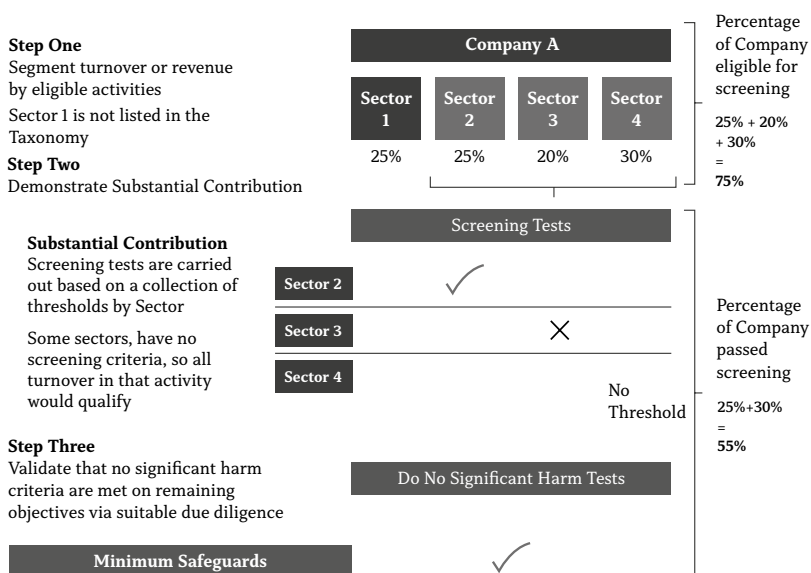 Step One
Segment turnover or revenue
by eligible activities
Sector 1 is not listed in the
Taxonomy
Company A
Sector
1
Sector
2
Sector
3
Sector
4
25%
25%
20%
30%
Percentage
of Company
eligible for
screening
25% + 20%
+ 30%
=
75%
Step Two
Demonstrate Substantial Contribution
Screening Tests
Substantial Contribution
Screening tests are carried
out based on a collection of
thresholds by Sector
Some sectors, have no
screening criteria, so all
turnover in that activity
would qualify
Sector 2
Sector 3
Sector 4
No
Threshold
Percentage
of Company
passed
screening
25%+30%
=
55%
Step Three
Validate that no significant harm
criteria are met on remaining
objectives via suitable due diligence
Do No Significant Harm Tests
Minimum Safeguards